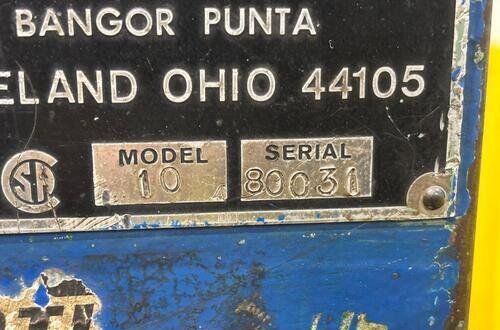 BANGOR PUNTA
ELAND OHIO 44105
MODEL SERIAL
10 80031